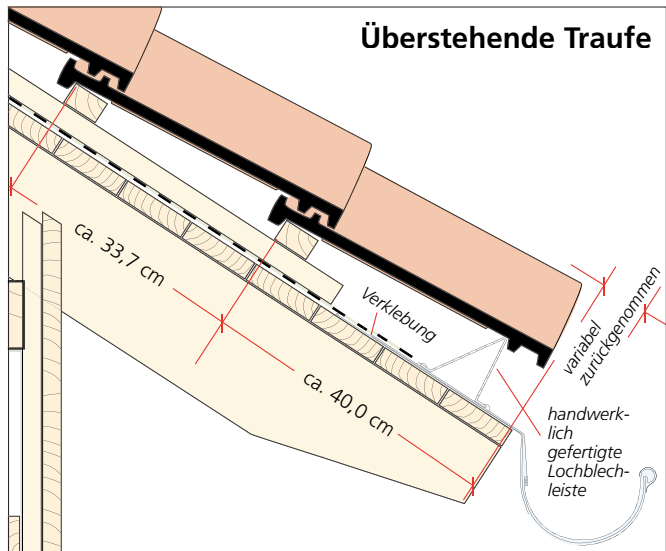 Überstehende Traufe
ca. 33,7 cm
Verklebung
ca. 40,0 cm
variabel
zurückgenommen
handwerk-
lich
gefertigte
Lochblech-
leiste